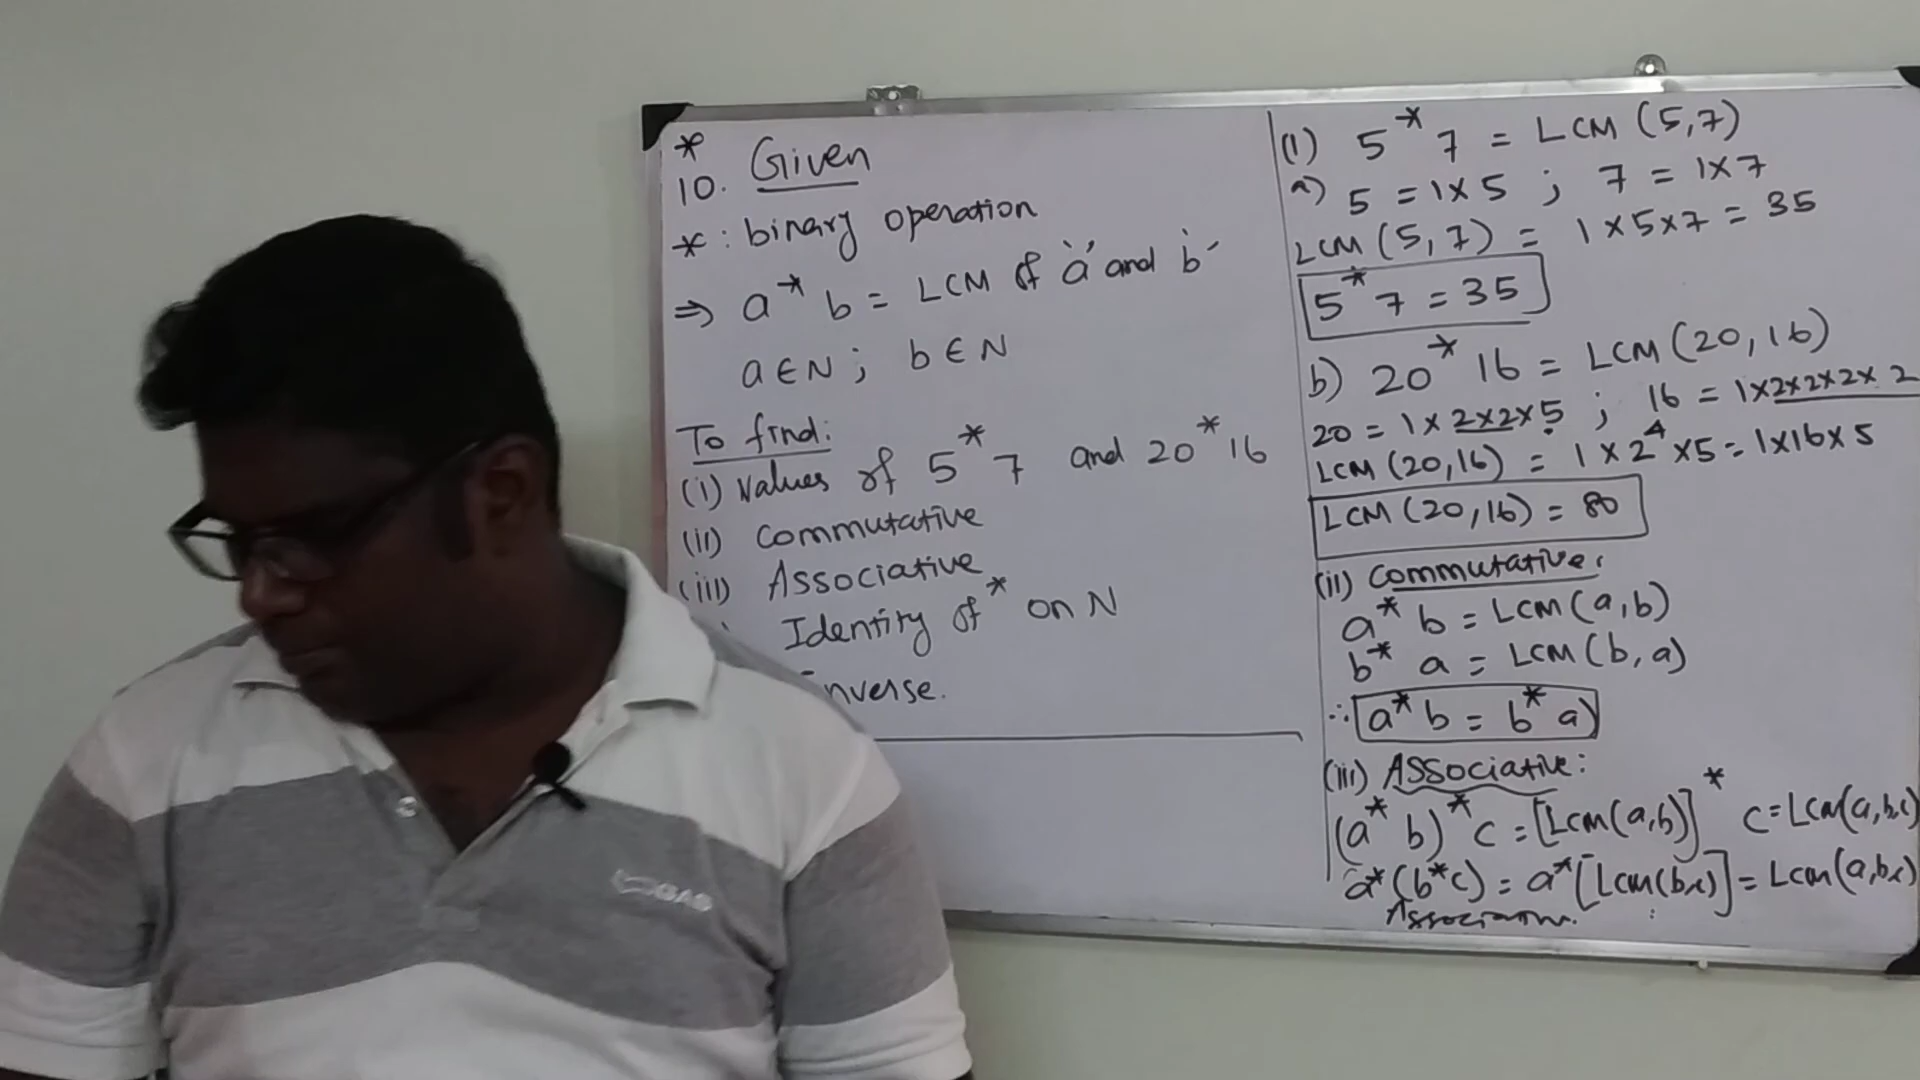 *
10. Given
* : binary operation
⇒ a * b = LCM of 'a' and 'b'
a ∈ N ; b ∈ N
To find:
(i) Values of 5 * 7 and 20 * 16
(ii) Commutative
(iii) Associative
Identity of * on N
nverse.
(1) 5 * 7 = LCM (5,7)
a) 5 = 1×5 ; 7 = 1×7
LCM (5, 7) = 1×5×7 = 35
5 * 7 = 35
b) 20 * 16 = LCM (20, 16)
20 = 1×2×2×5 ; 16 = 1×2×2×2×2
LCM (20,16) = 1×2⁴×5 = 1×16×5
LCM (20,16) = 80
(ii) Commutative:
a * b = LCM (a,b)
b * a = LCM (b, a)
∴ a * b = b * a
(iii) Associative:
(a * b) * c = [LCM(a,b)] * c = LCM(a,b,c)
a * (b * c) = a * [LCM(b,c)] = LCM(a,b,c)
Associative.